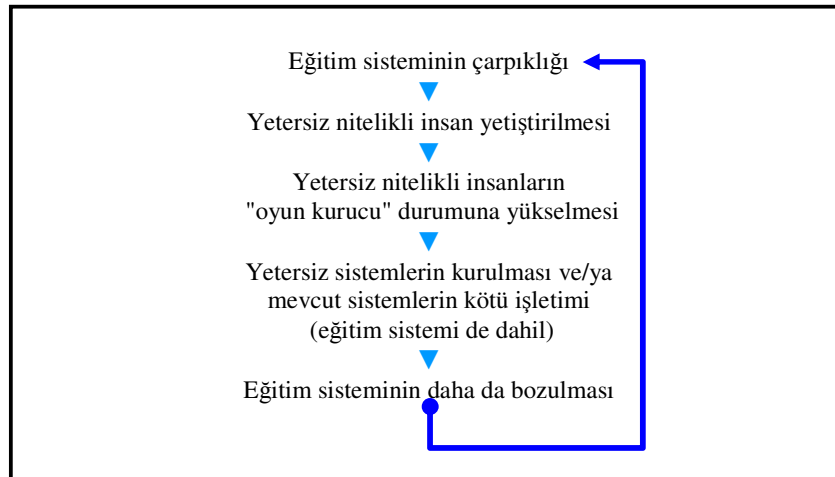 Eğitim sisteminin çarpıklığı
Yetersiz nitelikli insan yetiştirilmesi
Yetersiz nitelikli insanların
"oyun kurucu" durumuna yükselmesi
Yetersiz sistemlerin kurulması ve/ya
mevcut sistemlerin kötü işletimi
(eğitim sistemi de dahil)
Eğitim sisteminin daha da bozulması